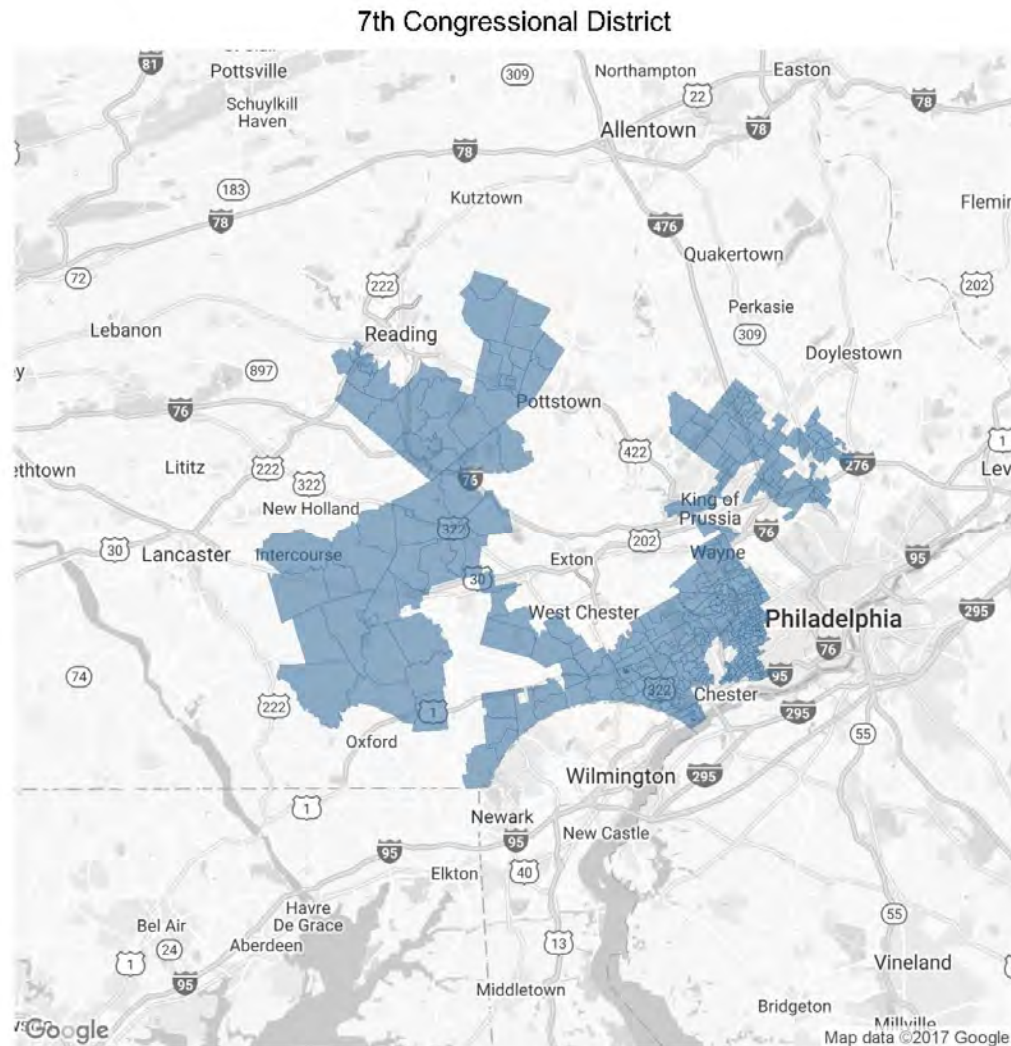 7th Congressional District
81
Pottsville
309
Northampton
Easton
22
78
Schuylkill
Haven
Allentown
78
78
183
Kutztown
78
476
Quakertown
72
222
202
Perkasie
Lebanon
Reading
309
Doylestown
897
76
Pottstown
1
422
276
Lititz
222
322
76
New Holland
King of
Prussia
30
Lancaster
Intercourse
322
202
76
Exton
Wayne
95
30
West Chester
Philadelphia
295
76
74
322
Chester
95
222
1
295
Oxford
55
Wilmington
295
1
Newark
New Castle
95
95
Elkton
40
Havre
De Grace
Bel Air
24
Aberdeen
13
55
1
95
Vineland
Middletown
Bridgeton
Millville
Google
Map data ©2017 Google